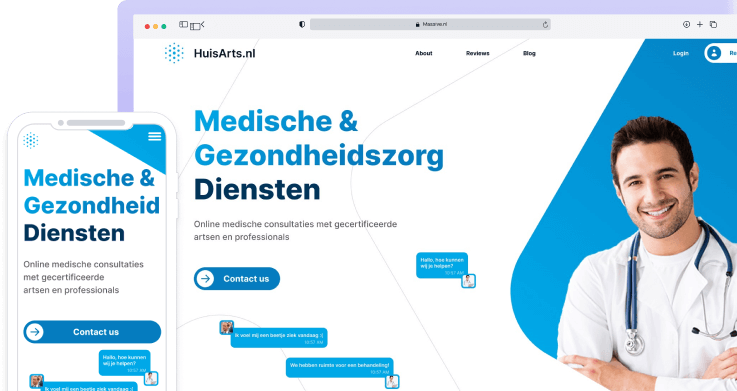 Massive.nl
HuisArts.nl
About
Reviews
Blog
Login
Medische &
Gezondheidszorg
Diensten
Online medische consultaties met gecertificeerde
artsen en professionals
Contact us
Hallo, hoe kunnen
wij je helpen?
10:57 AM
Ik voel mij een beetje ziek vandaag :(
10:57 AM
We hebben ruimte voor een behandeling!
10:57 AM
Medische &
Gezondheid
Diensten
Online medische consultaties
met gecertificeerde
artsen en professionals
Contact us
Hallo, hoe kunnen
wij je helpen?
10:57 AM
Ik voel mij een beetje ziek vandaag :(